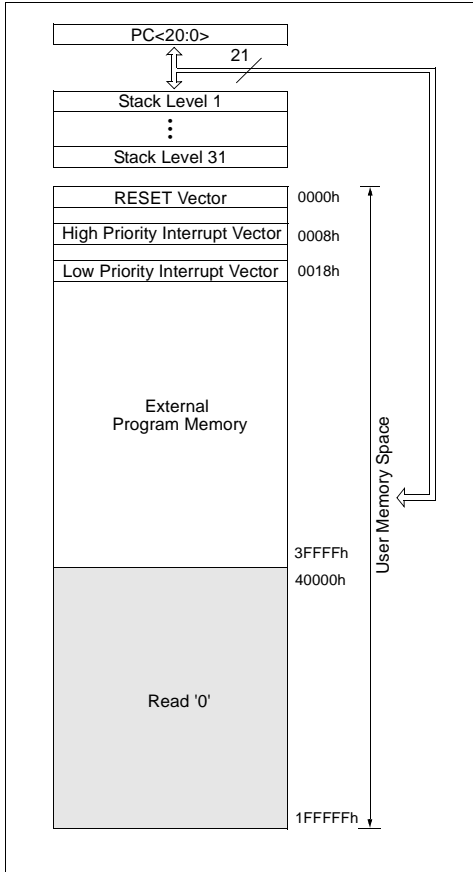 PC<20:0>
21
Stack Level 1
Stack Level 31
RESET Vector
0000h
High Priority Interrupt Vector
0008h
Low Priority Interrupt Vector
0018h
External
Program Memory
User Memory Space
3FFFFh
40000h
Read '0'
1FFFFFh